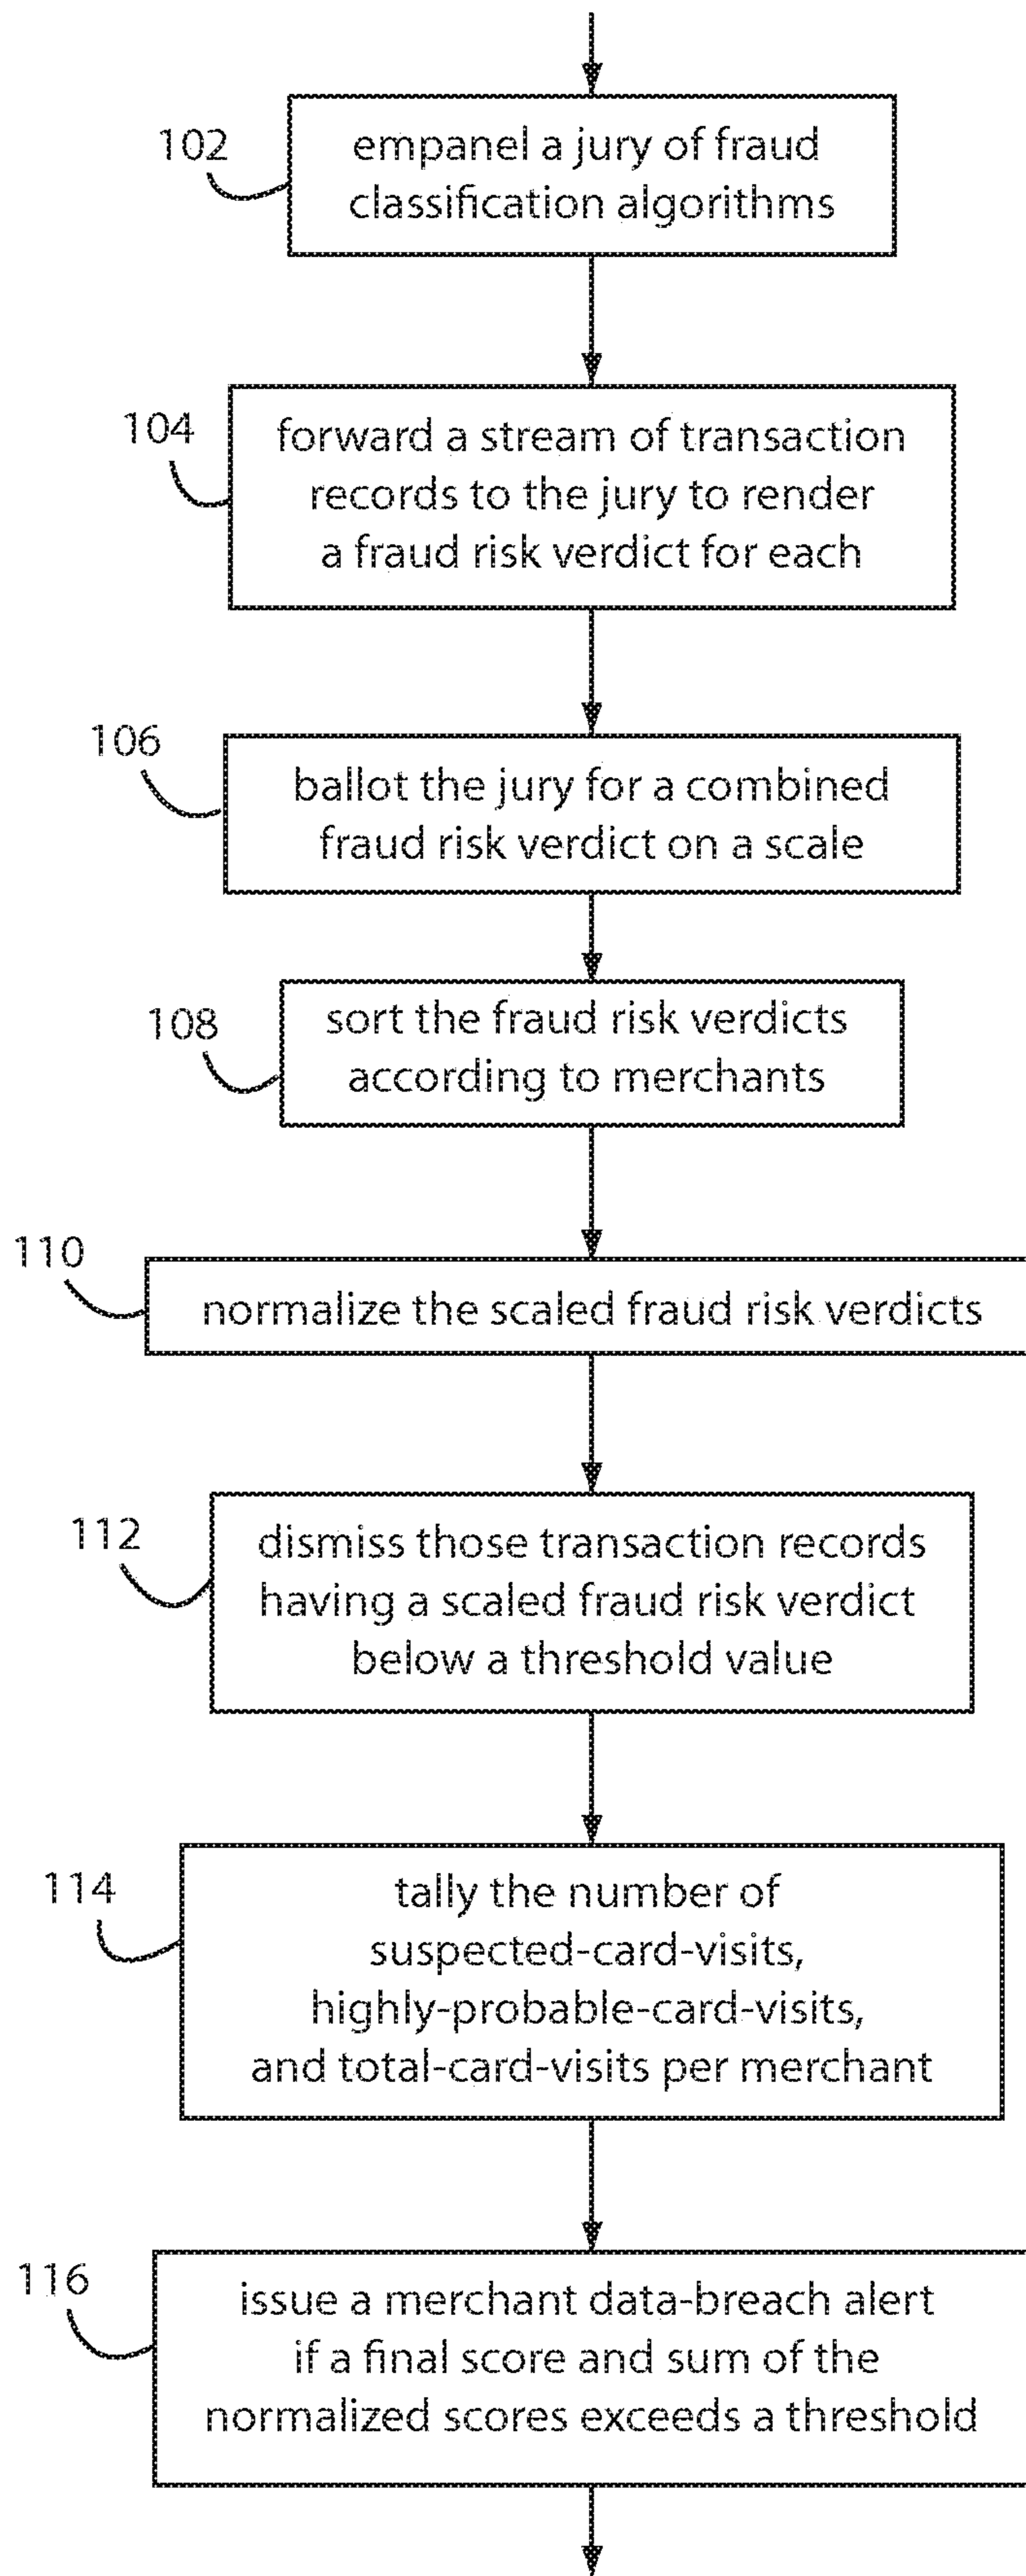 102
empanel a jury of fraud
classification algorithms
104
forward a stream of transaction
records to the jury to render
a fraud risk verdict for each
106
ballot the jury for a combined
fraud risk verdict on a scale
108
sort the fraud risk verdicts
according to merchants
110
normalize the scaled fraud risk verdicts
112
dismiss those transaction records
having a scaled fraud risk verdict
below a threshold value
114
tally the number of
suspected-card-visits,
highly-probable-card-visits,
and total-card-visits per merchant
116
issue a merchant data-breach alert
if a final score and sum of the
normalized scores exceeds a threshold